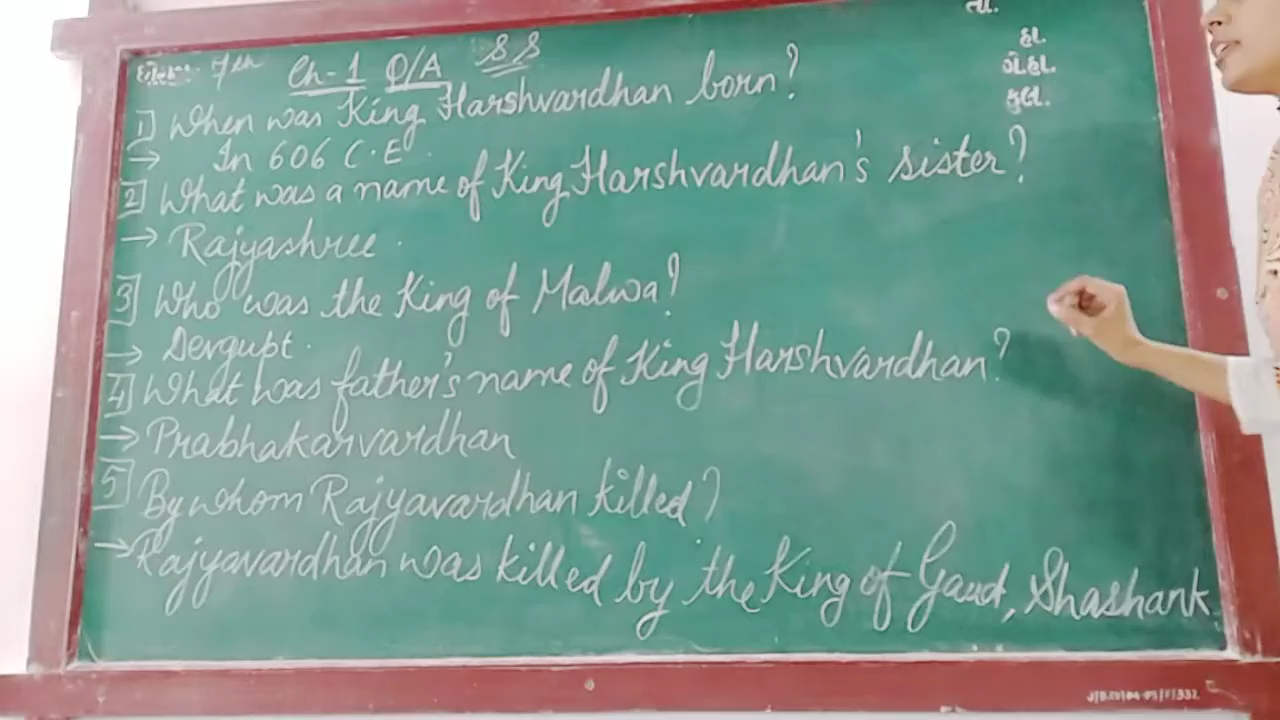 7th Ch-1 Q/A SS
તા.
હા.
ગે.હા.
કુલ.
1 When was King Harshvardhan born?
→ In 606 C.E.
2 What was a name of King Harshvardhan's sister?
→ Rajyashree.
3 Who was the King of Malwa?
→ Devgupt.
4 What was father's name of King Harshvardhan?
→ Prabhakarvardhan
5 By whom Rajyavardhan killed?
→ Rajyavardhan was killed by the King of Gaud, Shashank